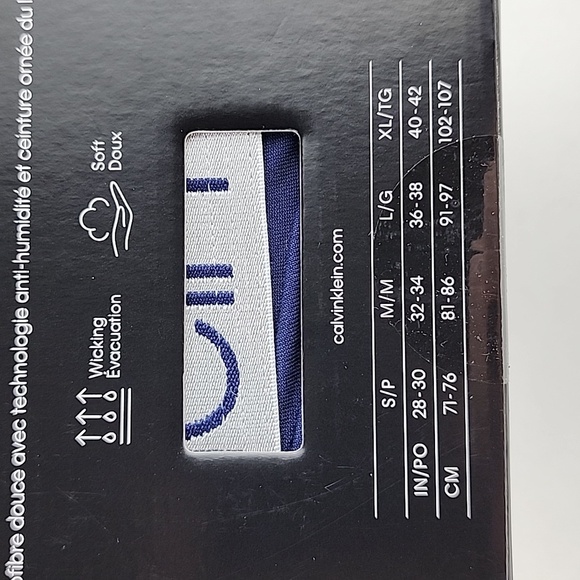 douce avec technologie anti-humidité et ceinture ornée du
Wicking
Évacuation
Soft
Doux
calvinklein.com
S/P M/M L/G XL/TG
IN/PO 28-30 32-34 36-38 40-42
CM 71-76 81-86 91-97 102-107